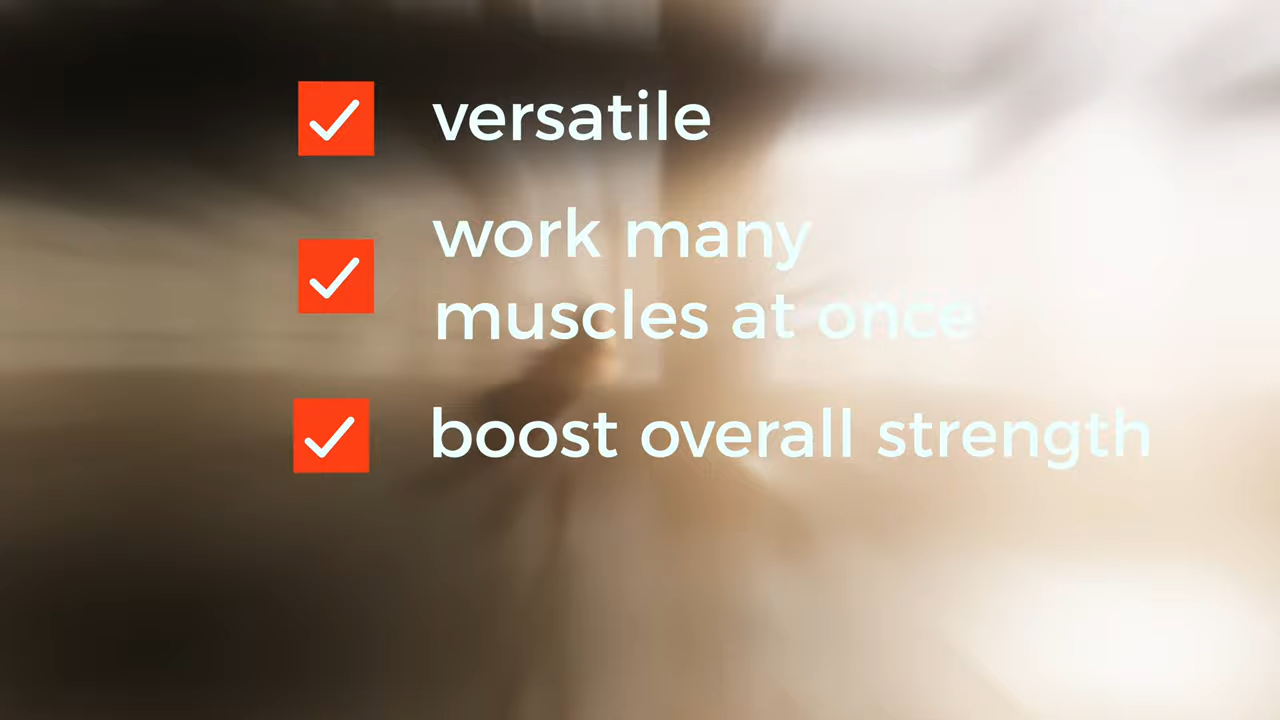 versatile
work many
muscles at once
boost overall strength